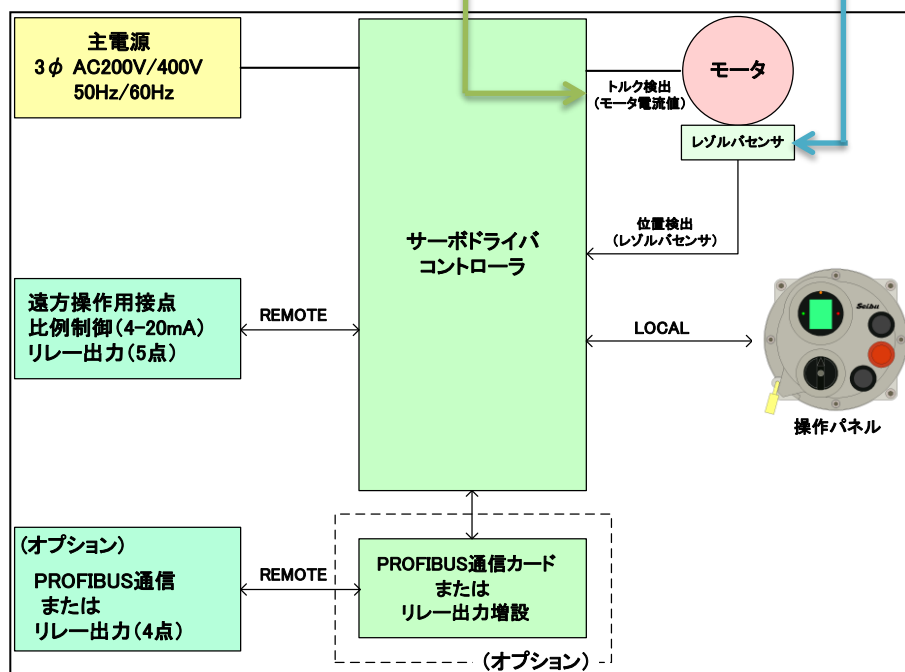 主電源
3φ AC200V/400V
50Hz/60Hz
モータ
トルク検出
(モータ電流値)
レゾルバセンサ
位置検出
(レゾルバセンサ)
サーボドライバ
コントローラ
遠方操作用接点
比例制御(4-20mA)
リレー出力(5点)
REMOTE
LOCAL
Seibu
操作パネル
(オプション)
PROFIBUS通信
または
リレー出力(4点)
REMOTE
PROFIBUS通信カード
または
リレー出力増設
(オプション)